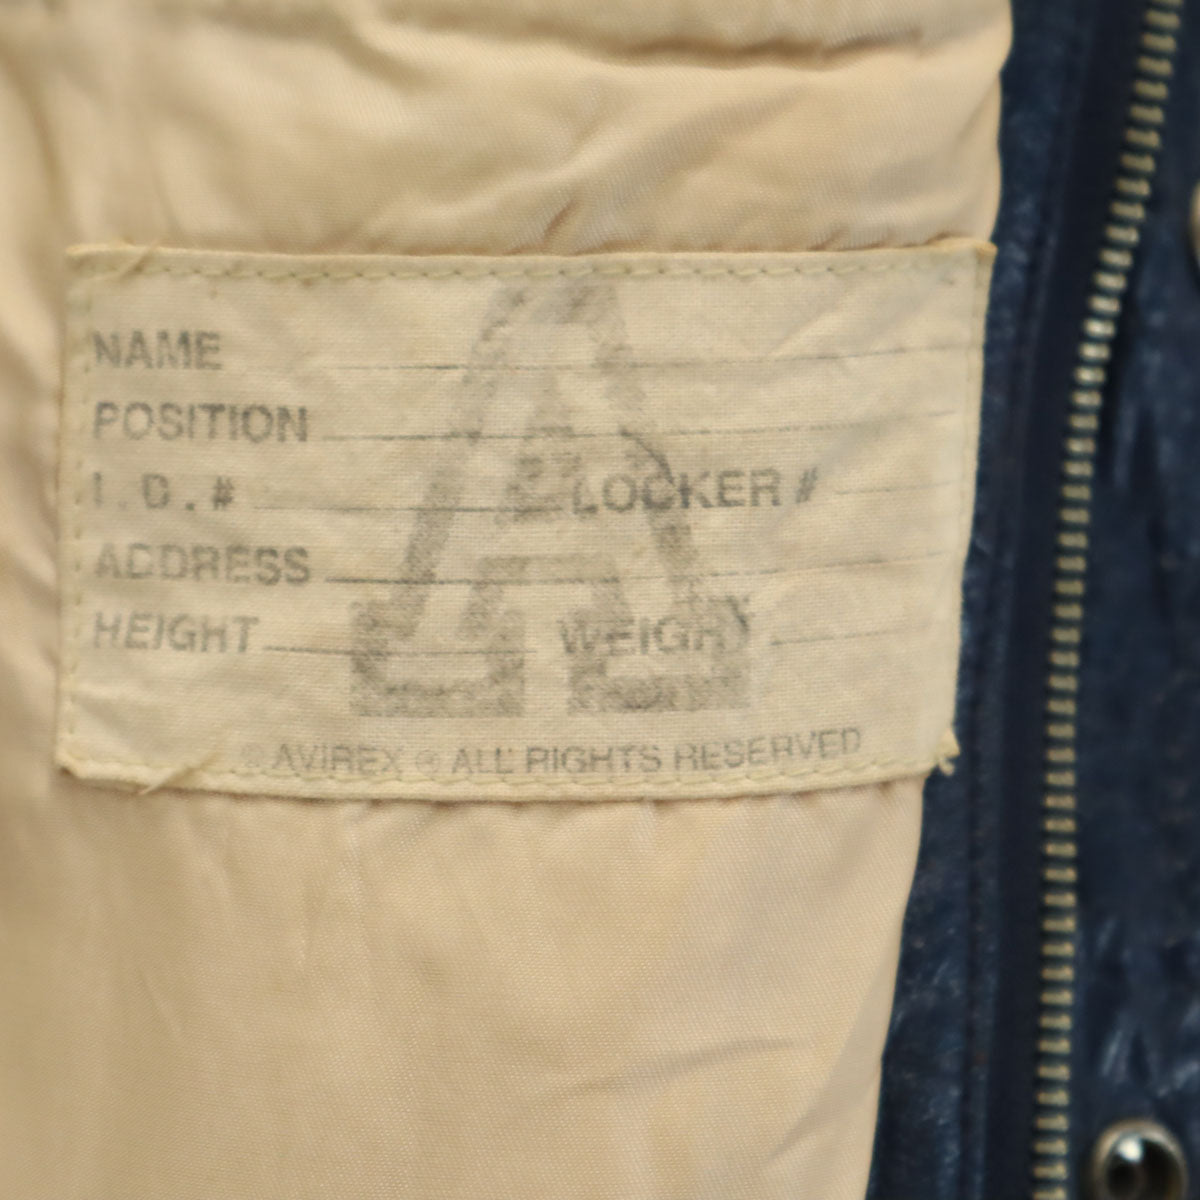 A
NAME
POSITION
I.D.# LOCKER #
ADDRESS
HEIGHT WEIGHT
© AVIREX ® ALL RIGHTS RESERVED